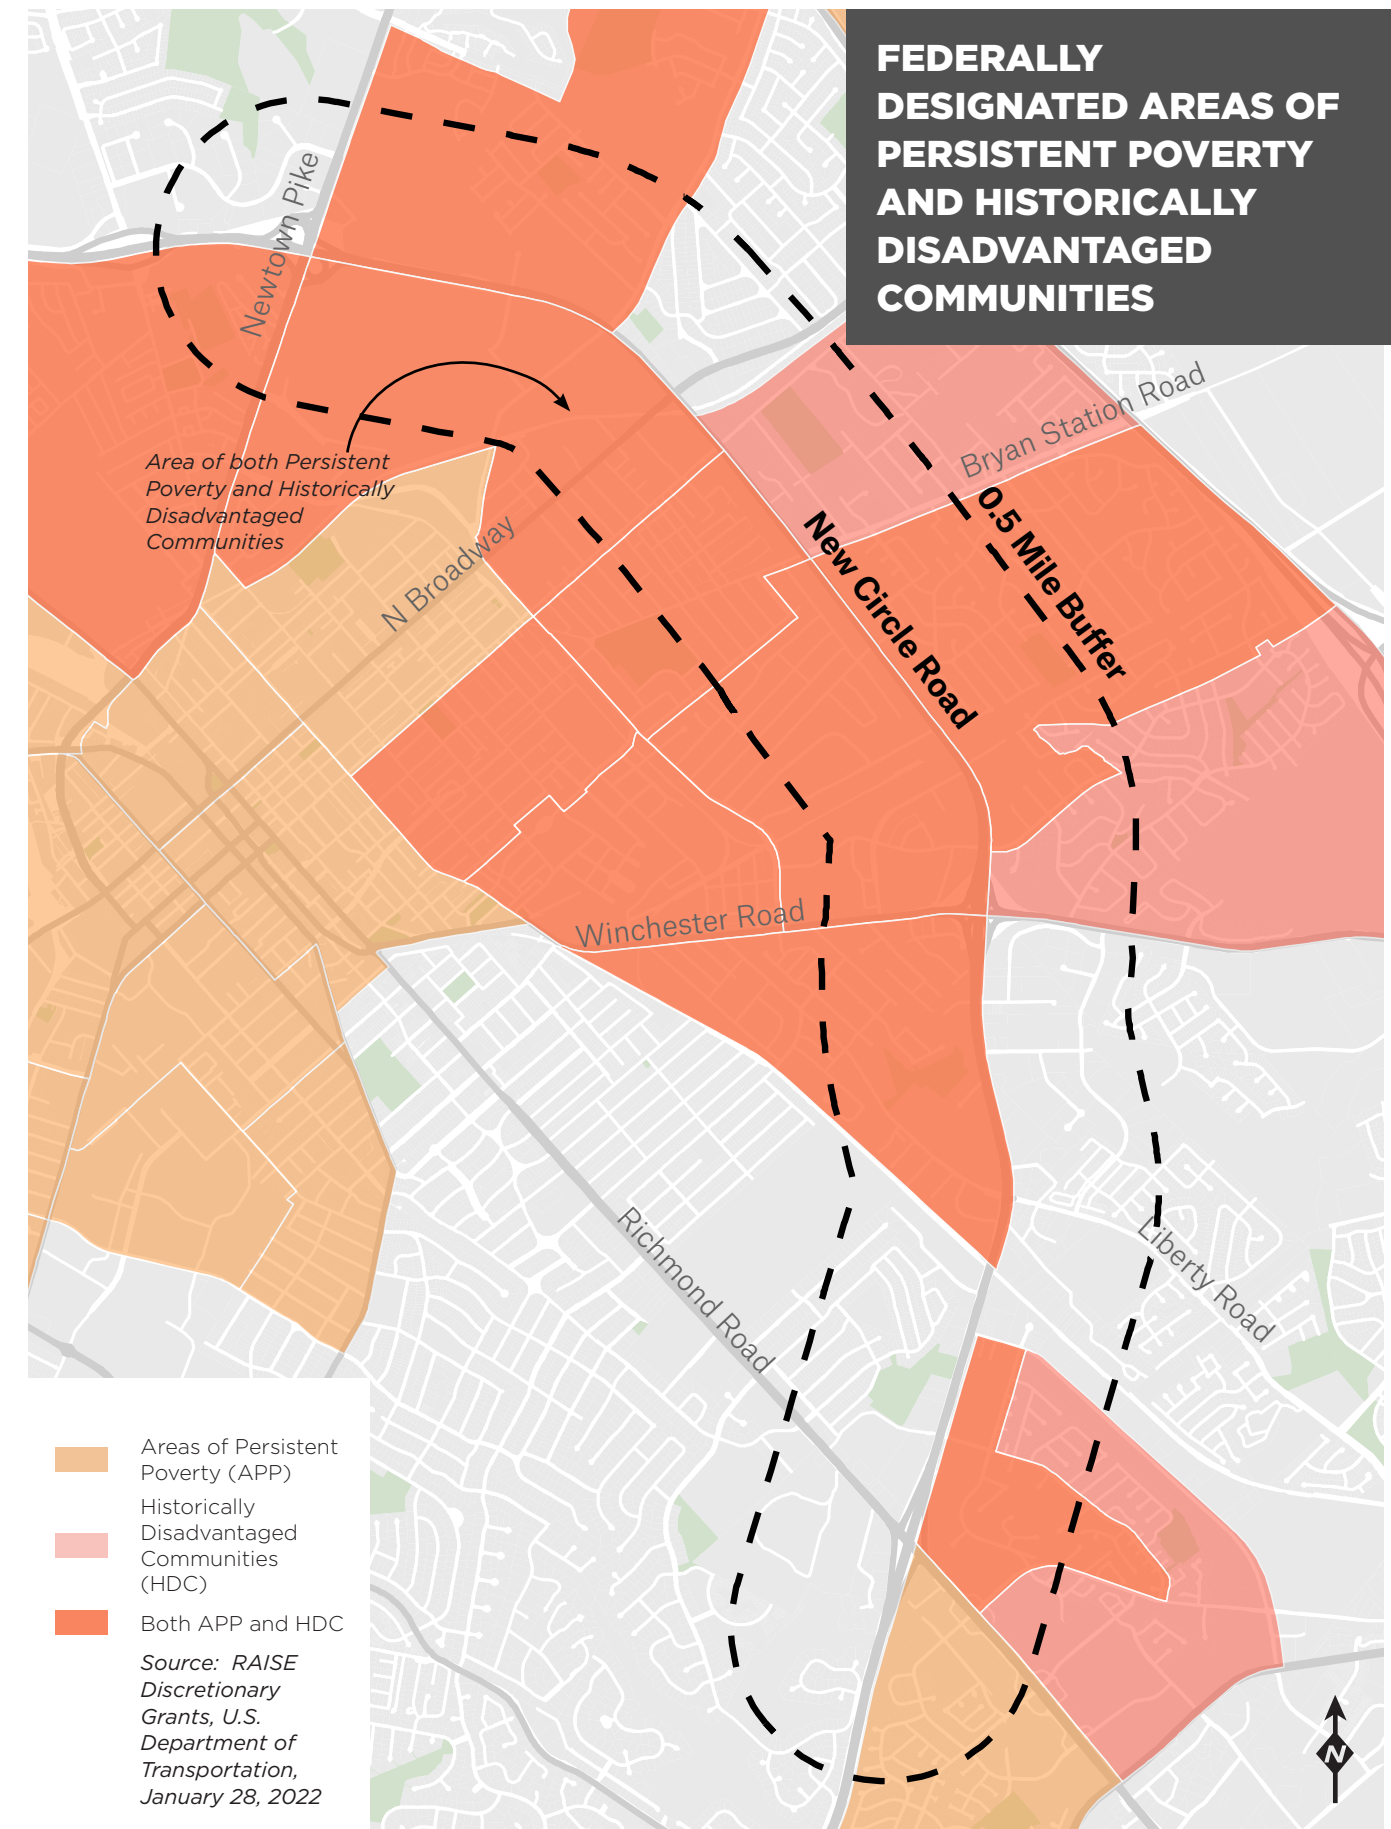 FEDERALLY
DESIGNATED AREAS OF
PERSISTENT POVERTY
AND HISTORICALLY
DISADVANTAGED
COMMUNITIES
Newtown Pike
Bryan Station Road
Area of both Persistent
Poverty and Historically
Disadvantaged
Communities
N Broadway
0.5 Mile Buffer
New Circle Road
Winchester Road
Richmond Road
Liberty Road
Areas of Persistent
Poverty (APP)
Historically
Disadvantaged
Communities
(HDC)
Both APP and HDC
Source: RAISE
Discretionary
Grants, U.S.
Department of
Transportation,
January 28, 2022
N